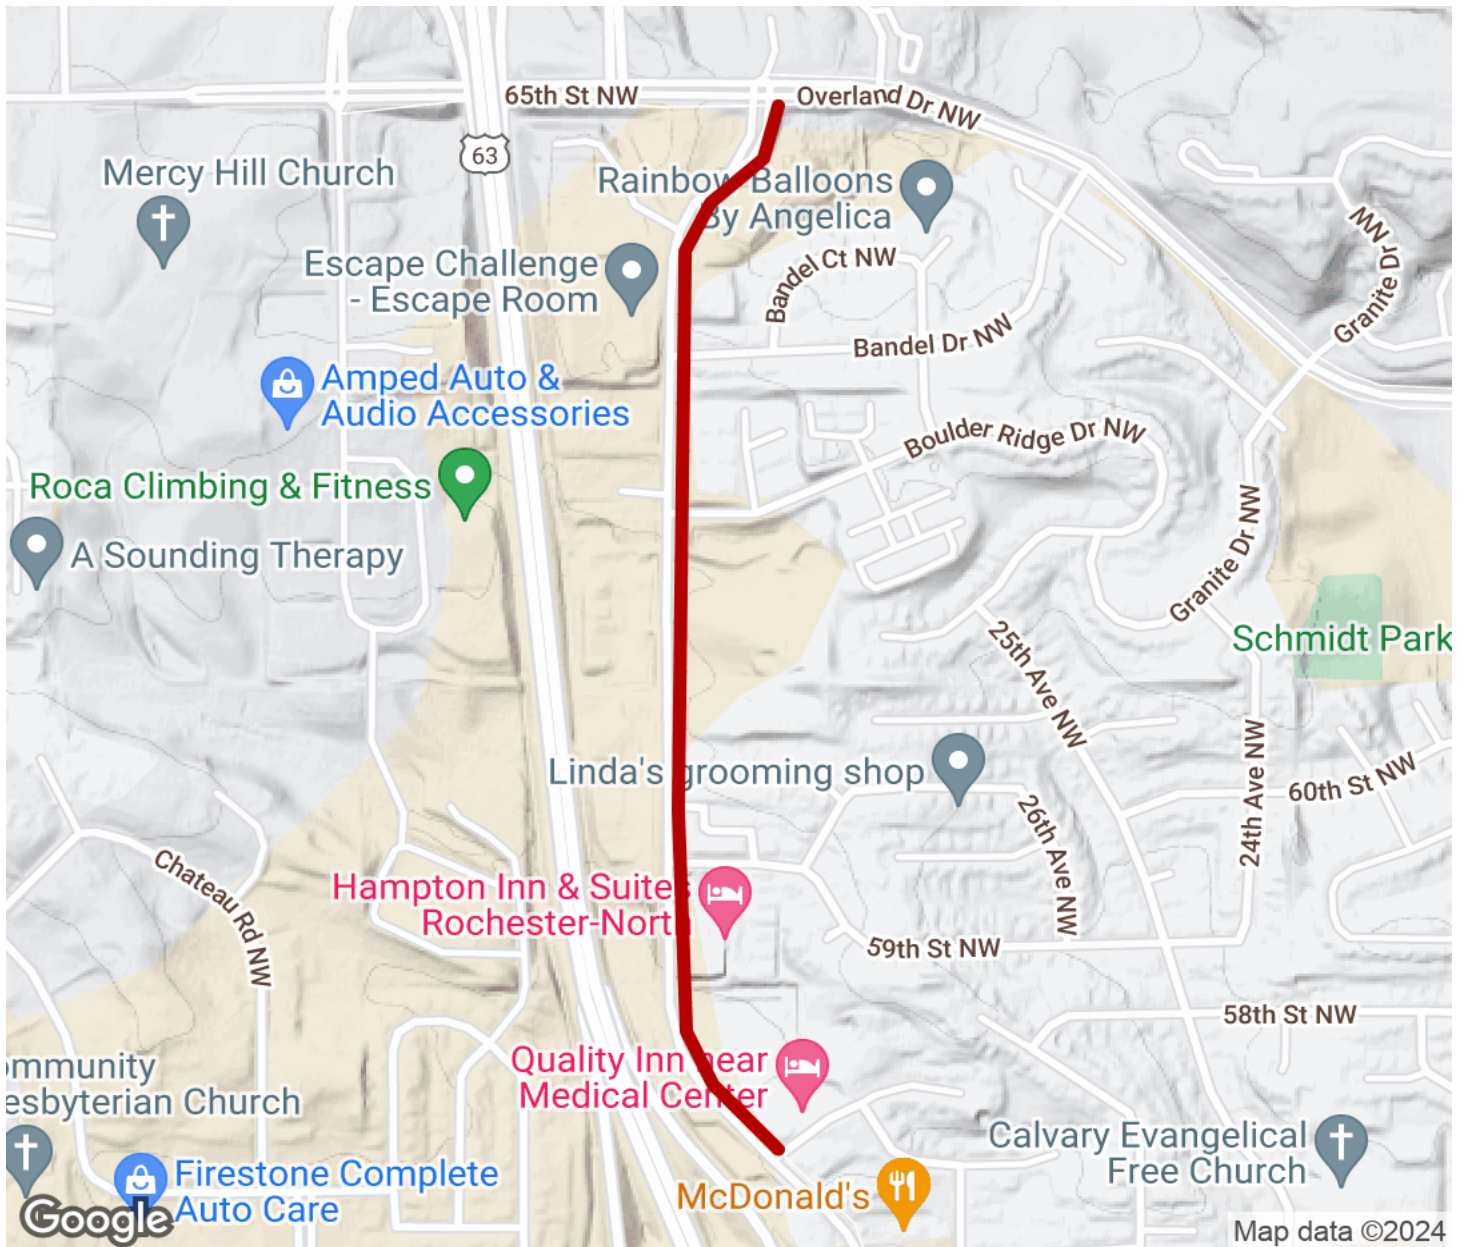 65th St NW
Overland Dr NW
63
Mercy Hill Church
Rainbow Balloons
By Angelica
Granite Dr NW
Escape Challenge
- Escape Room
Bandel Ct NW
Bandel Dr NW
Amped Auto &
Audio Accessories
Boulder Ridge Dr NW
Roca Climbing & Fitness
A Sounding Therapy
Granite Dr NW
Schmidt Park
25th Ave NW
Linda's grooming shop
24th Ave NW
60th St NW
26th Ave NW
Chateau Rd NW
Hampton Inn & Suites
Rochester-North
59th St NW
58th St NW
ommunity
esbyterian Church
Quality Inn near
Medical Center
Calvary Evangelical
Free Church
Firestone Complete
Auto Care
McDonald's
Google
Map data ©2024